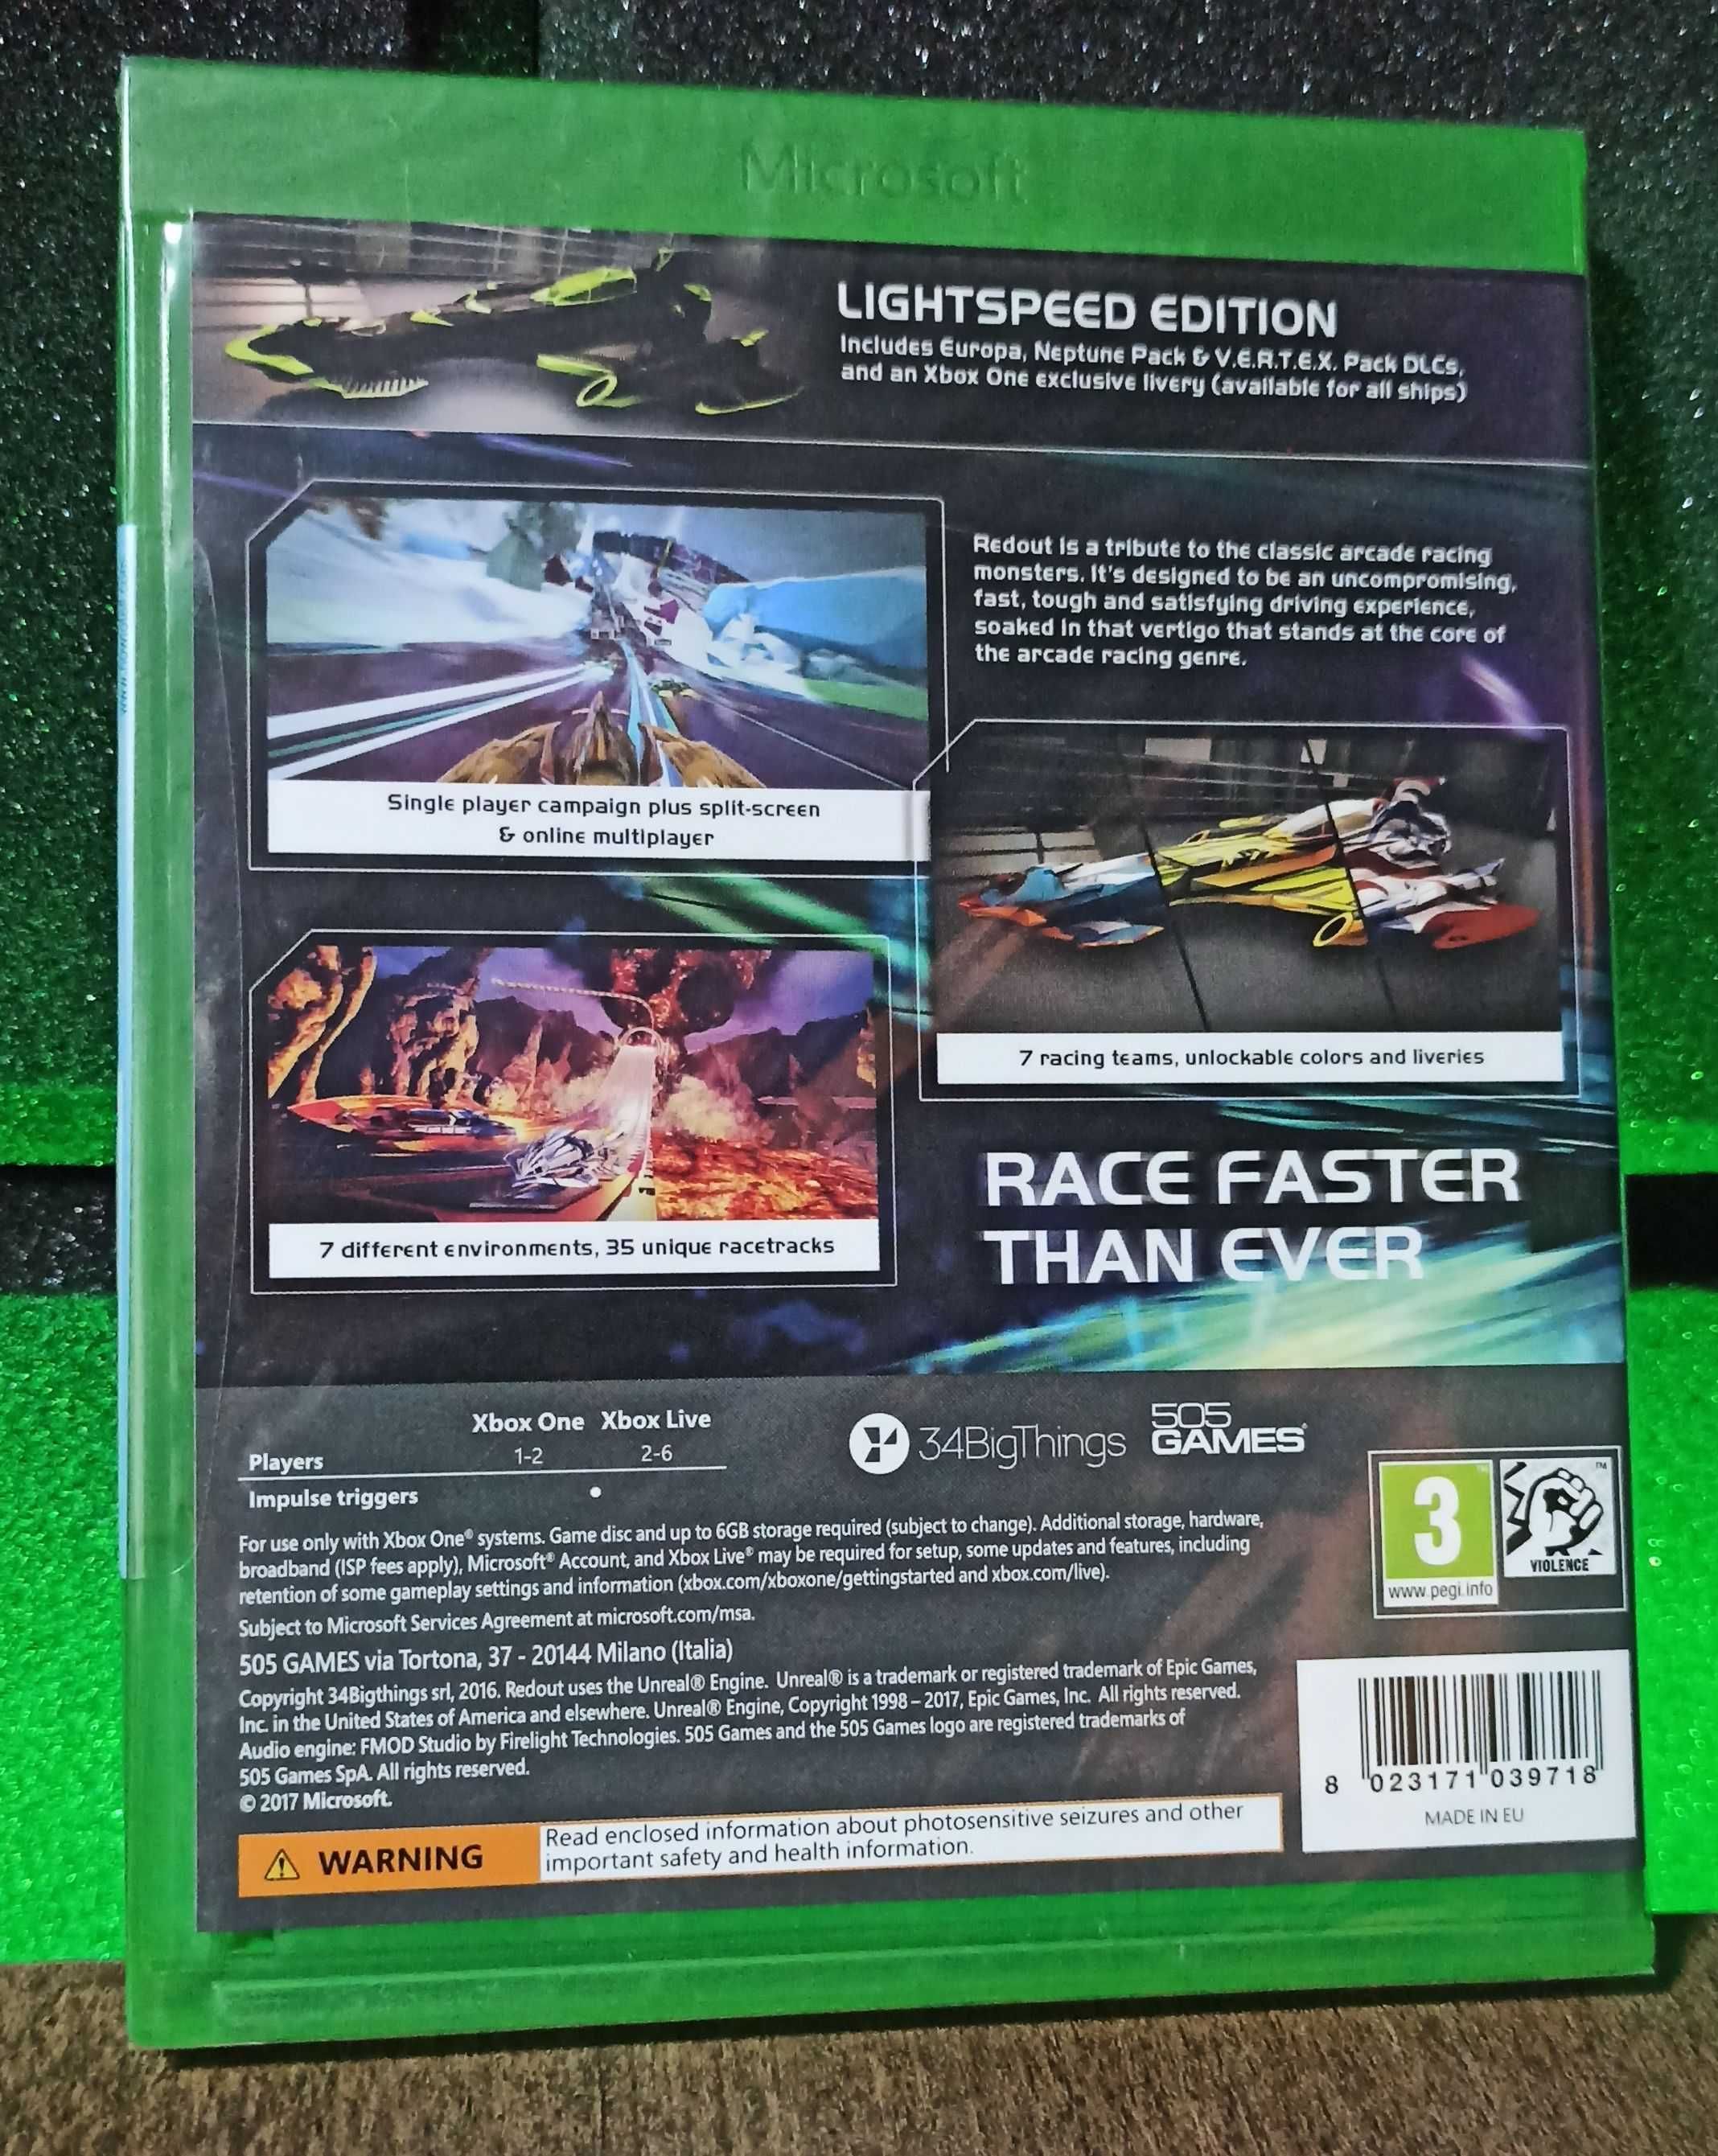 Microsoft
LIGHTSPEED EDITION
Includes Europa, Neptune Pack & V.E.R.T.E.X. Pack DLCs,
and an Xbox One exclusive livery (available for all ships)
Redout is a tribute to the classic arcade racing
monsters. It's designed to be an uncompromising,
fast, tough and satisfying driving experience,
soaked in that vertigo that stands at the core of
the arcade racing genre.
Single player campaign plus split-screen
& online multiplayer
7 racing teams, unlockable colors and liveries
7 different environments, 35 unique racetracks
RACE FASTER
THAN EVER
Xbox One Xbox Live
Players 1-2 2-6
Impulse triggers •
34BigThings
505
GAMES®
For use only with Xbox One® systems. Game disc and up to 6GB storage required (subject to change). Additional storage, hardware,
broadband (ISP fees apply), Microsoft® Account, and Xbox Live® may be required for setup, some updates and features, including
retention of some gameplay settings and information (xbox.com/xboxone/gettingstarted and xbox.com/live).
Subject to Microsoft Services Agreement at microsoft.com/msa.
505 GAMES via Tortona, 37 - 20144 Milano (Italia)
Copyright 34Bigthings srl, 2016. Redout uses the Unreal® Engine. Unreal® is a trademark or registered trademark of Epic Games,
Inc. in the United States of America and elsewhere. Unreal® Engine, Copyright 1998 – 2017, Epic Games, Inc. All rights reserved.
Audio engine: FMOD Studio by Firelight Technologies. 505 Games and the 505 Games logo are registered trademarks of
505 Games SpA. All rights reserved.
© 2017 Microsoft.
3 ™
www.pegi.info
VIOLENCE ™
8 023171 039718
MADE IN EU
WARNING
Read enclosed information about photosensitive seizures and other
important safety and health information.